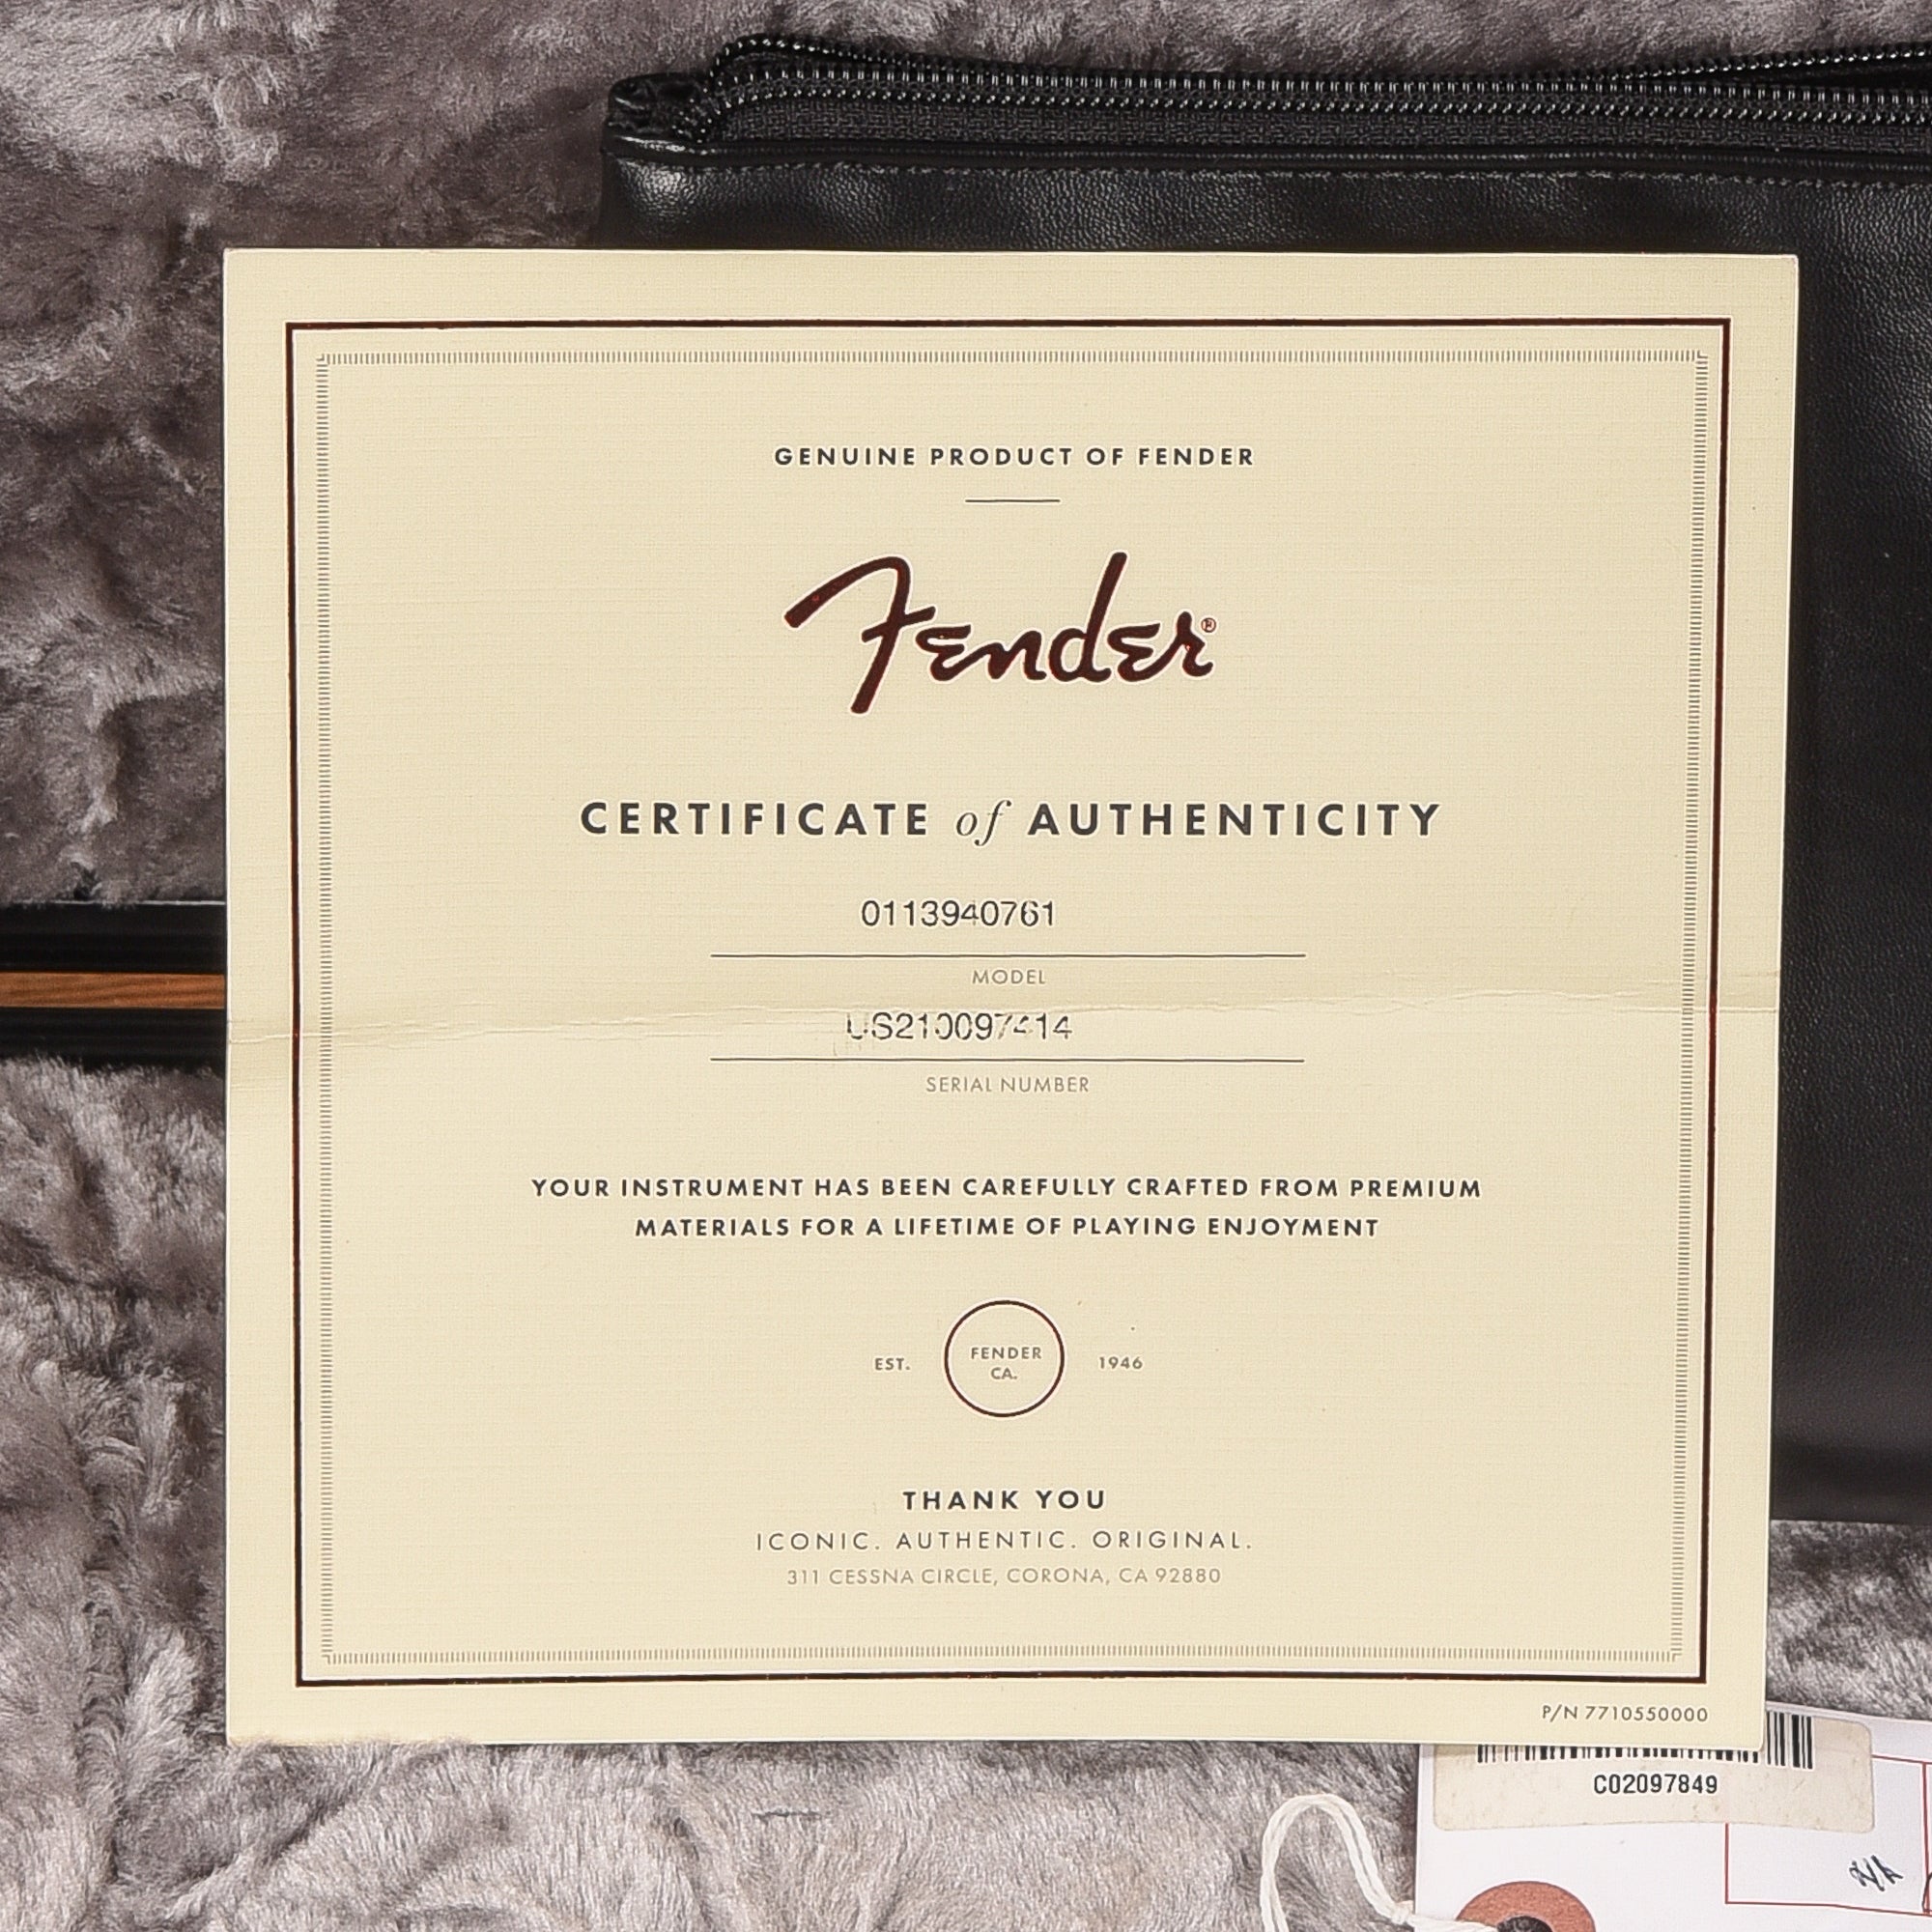 GENUINE PRODUCT OF FENDER
Fender®
CERTIFICATE of AUTHENTICITY
0113940761
MODEL
US210097414
SERIAL NUMBER
YOUR INSTRUMENT HAS BEEN CAREFULLY CRAFTED FROM PREMIUM
MATERIALS FOR A LIFETIME OF PLAYING ENJOYMENT
EST.
FENDER
CA.
1946
THANK YOU
ICONIC. AUTHENTIC. ORIGINAL.
311 CESSNA CIRCLE, CORONA, CA 92880
P/N 7710550000
C02097849